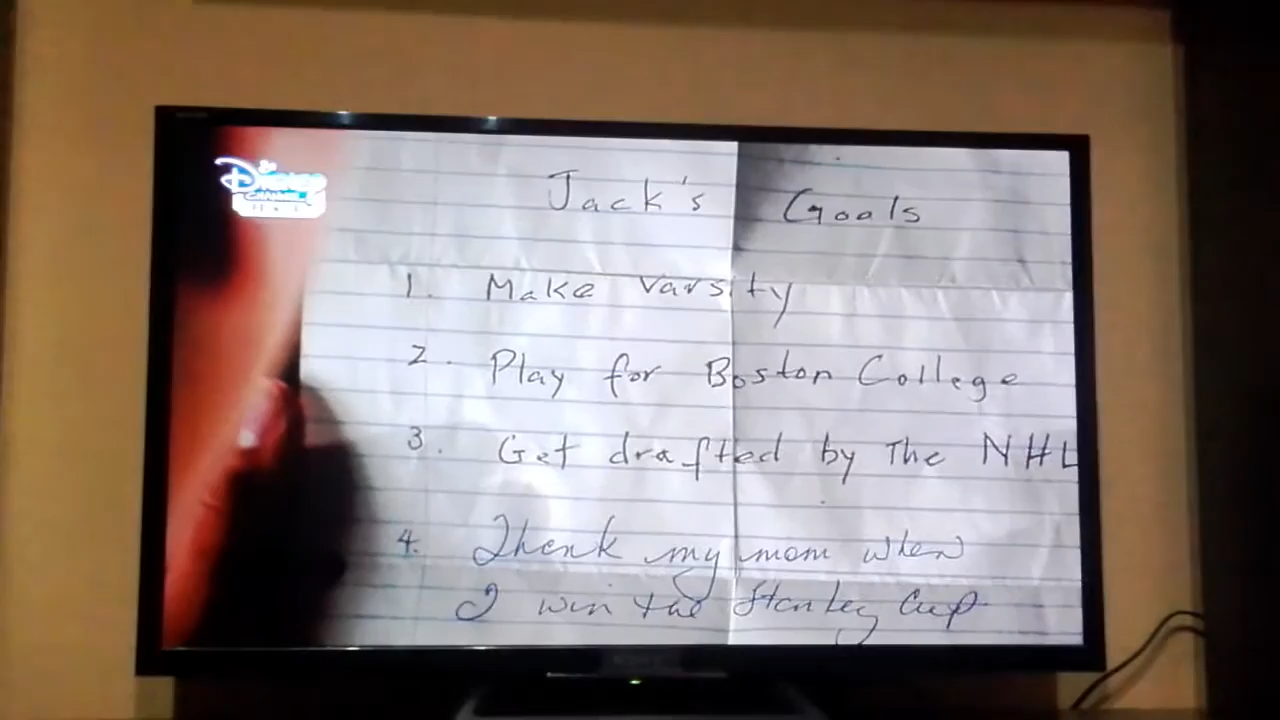 Disney
CHANNEL
Jack's Goals
1. Make Varsity
2. Play for Boston College
3. Get drafted by The NHL
4. Thank my mom when
I win the Stanley Cup